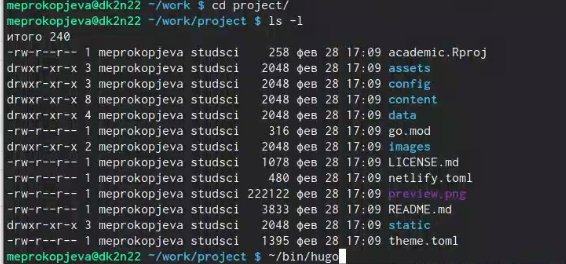 meprokopjeva@dk2n22 ~/work $ cd project/
meprokopjeva@dk2n22 ~/work/project $ ls -l
итого 240
-rw-r--r-- 1 meprokopjeva studsci    258 фев 28 17:09 academic.Rproj
drwxr-xr-x 3 meprokopjeva studsci   2048 фев 28 17:09 assets
drwxr-xr-x 3 meprokopjeva studsci   2048 фев 28 17:09 config
drwxr-xr-x 8 meprokopjeva studsci   2048 фев 28 17:09 content
drwxr-xr-x 4 meprokopjeva studsci   2048 фев 28 17:09 data
-rw-r--r-- 1 meprokopjeva studsci    316 фев 28 17:09 go.mod
drwxr-xr-x 2 meprokopjeva studsci   2048 фев 28 17:09 images
-rw-r--r-- 1 meprokopjeva studsci   1078 фев 28 17:09 LICENSE.md
-rw-r--r-- 1 meprokopjeva studsci    480 фев 28 17:09 netlify.toml
-rw-r--r-- 1 meprokopjeva studsci 222122 фев 28 17:09 preview.png
-rw-r--r-- 1 meprokopjeva studsci   3833 фев 28 17:09 README.md
drwxr-xr-x 3 meprokopjeva studsci   2048 фев 28 17:09 static
-rw-r--r-- 1 meprokopjeva studsci   1395 фев 28 17:09 theme.toml
meprokopjeva@dk2n22 ~/work/project $ ~/bin/hugo